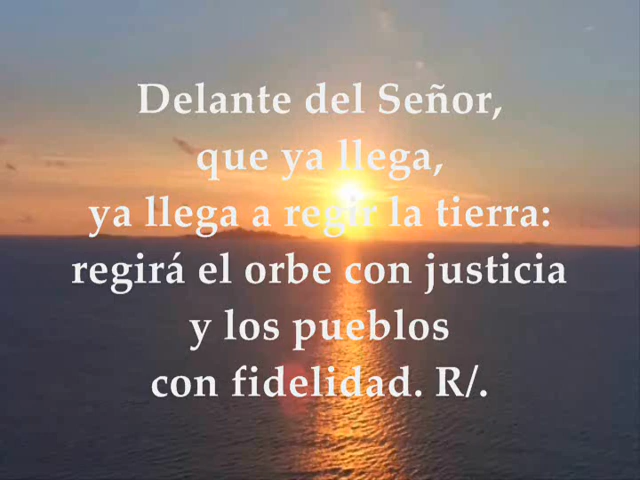 Delante del Señor,
que ya llega,
ya llega a regir la tierra:
regirá el orbe con justicia
y los pueblos
con fidelidad. R/.